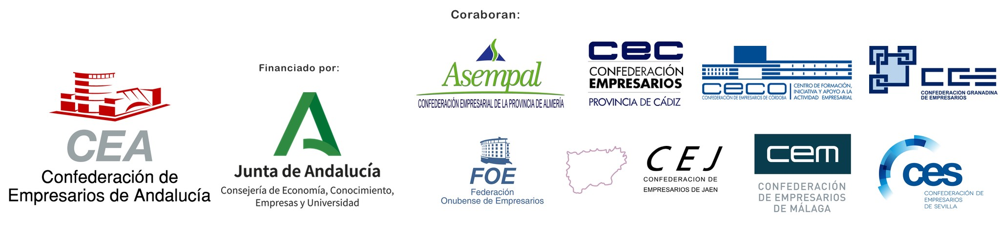 CEA
Confederación de
Empresarios de Andalucía
Financiado por:
Junta de Andalucía
Consejería de Economía, Conocimiento,
Empresas y Universidad
Coraboran:
Asempal
CONFEDERACIÓN EMPRESARIAL DE LA PROVINCIA DE ALMERÍA
cec
CONFEDERACIÓN
EMPRESARIOS
PROVINCIA DE CÁDIZ
ceco
CONFEDERACIÓN DE EMPRESARIOS DE CÓRDOBA
CENTRO DE FORMACIÓN,
INICIATIVA Y APOYO A LA
ACTIVIDAD EMPRESARIAL
CGE
CONFEDERACIÓN GRANADINA
DE EMPRESARIOS
FOE
Federación
Onubense de Empresarios
CEJ
CONFEDERACION DE
EMPRESARIOS DE JAEN
cem
CONFEDERACIÓN
DE EMPRESARIOS
DE MÁLAGA
ces
CONFEDERACIÓN DE
EMPRESARIOS
DE SEVILLA